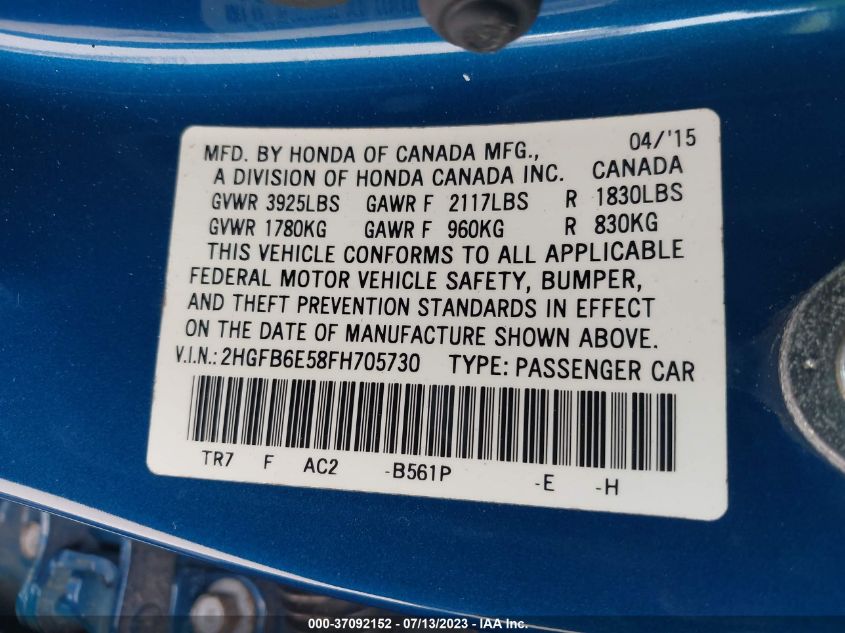 04/'15
MFD. BY HONDA OF CANADA MFG.,
A DIVISION OF HONDA CANADA INC. CANADA
GVWR 3925LBS GAWR F 2117LBS R 1830LBS
GVWR 1780KG GAWR F 960KG R 830KG
THIS VEHICLE CONFORMS TO ALL APPLICABLE
FEDERAL MOTOR VEHICLE SAFETY, BUMPER,
AND THEFT PREVENTION STANDARDS IN EFFECT
ON THE DATE OF MANUFACTURE SHOWN ABOVE.
V.I.N.: 2HGFB6E58FH705730 TYPE: PASSENGER CAR
TR7 F AC2 -B561P -E -H
000-37092152 - 07/13/2023 - IAA Inc.